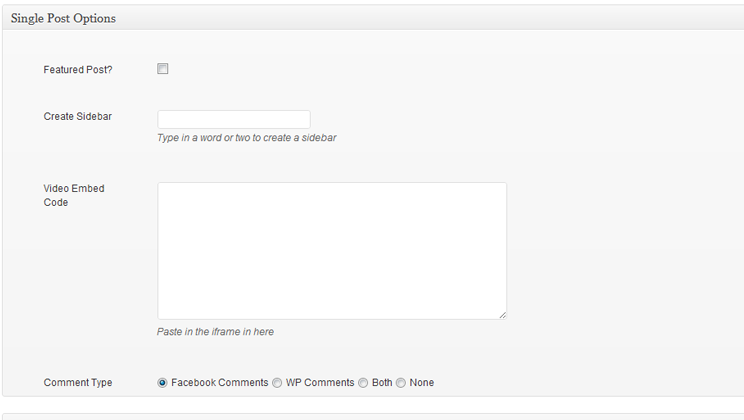 Single Post Options
Featured Post?
Create Sidebar
Type in a word or two to create a sidebar
Video Embed
Code
Paste in the iframe in here
Comment Type Facebook Comments WP Comments Both None